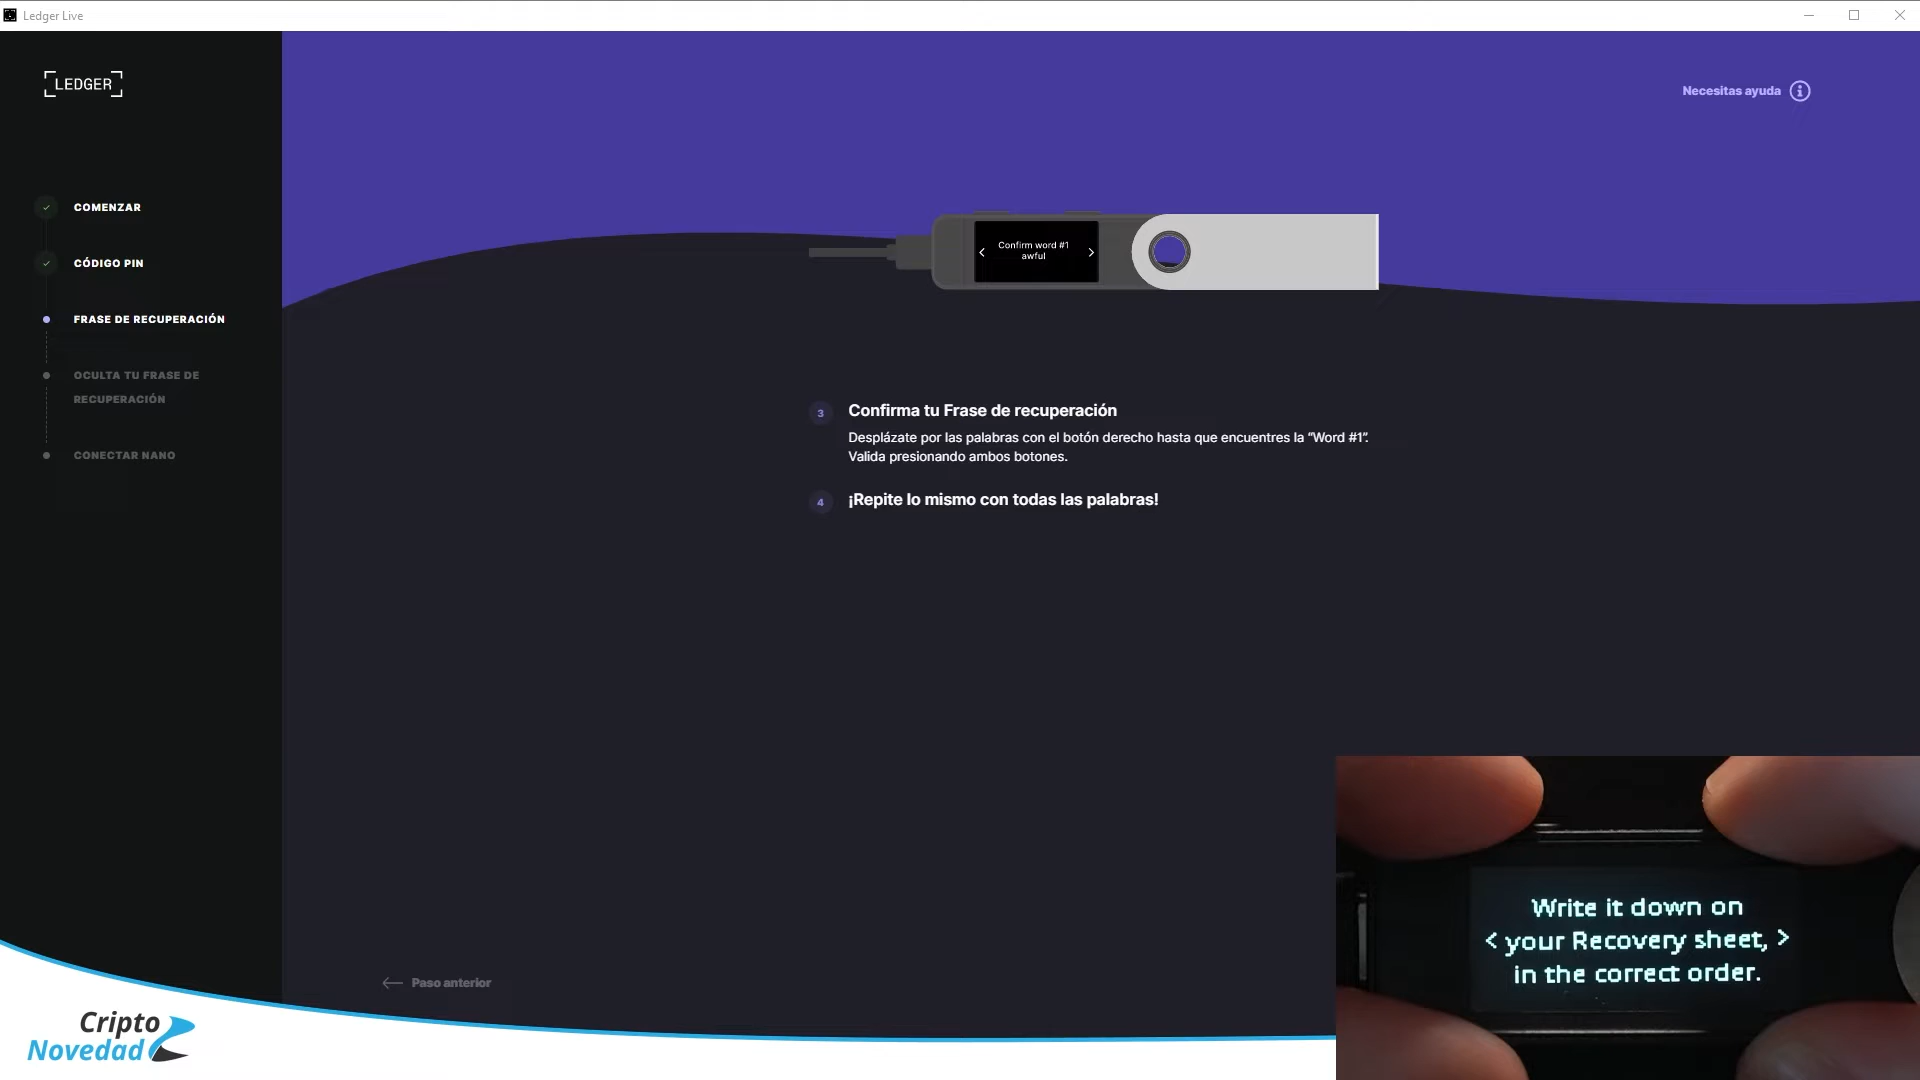 Ledger Live
LEDGER
Necesitas ayuda
COMENZAR
CÓDIGO PIN
FRASE DE RECUPERACIÓN
OCULTA TU FRASE DE
RECUPERACIÓN
CONECTAR NANO
Confirm word #1
< awful >
3 Confirma tu Frase de recuperación
Desplázate por las palabras con el botón derecho hasta que encuentres la “Word #1”.
Valida presionando ambos botones.
4 ¡Repite lo mismo con todas las palabras!
Paso anterior
Write it down on
< your Recovery sheet, >
in the correct order.
Cripto
Novedad